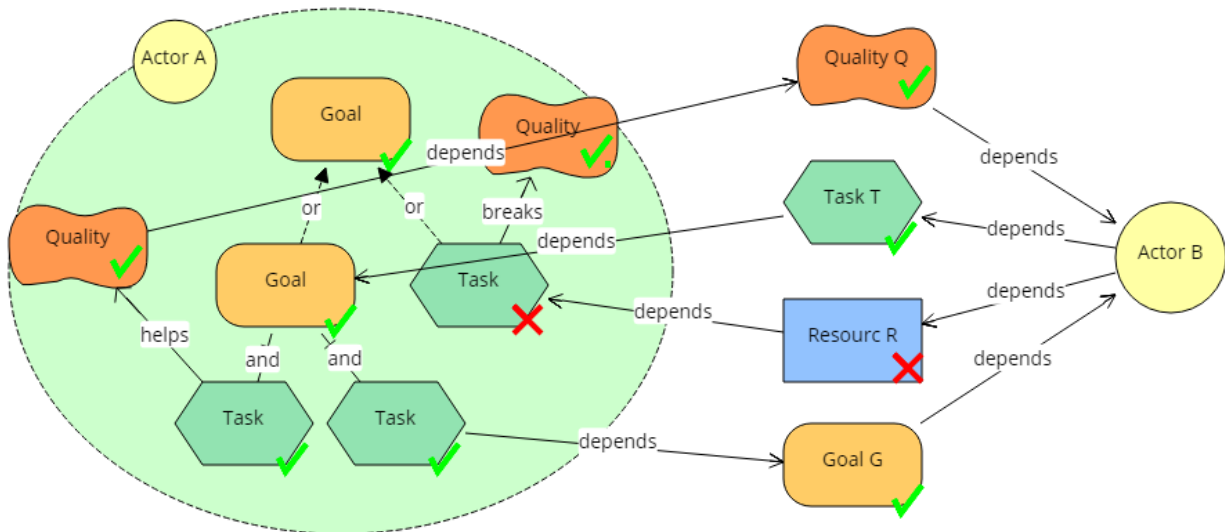 Actor A
Goal
Quality
Quality Q
depends
depends
Task T
or
or
breaks
depends
depends
Quality
Goal
Task
Actor B
depends
helps
depends
Resourc R
and
and
depends
Task
Task
depends
Goal G